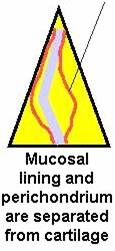 Mucosal
lining and
perichondrium
are separated
from cartilage